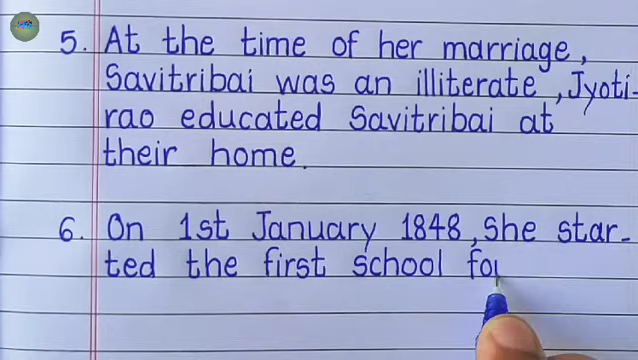 5. At the time of her marriage,
Savitribai was an illiterate, Jyoti-
rao educated Savitribai at
their home.
6. On 1st January 1848, she star-
ted the first school fo